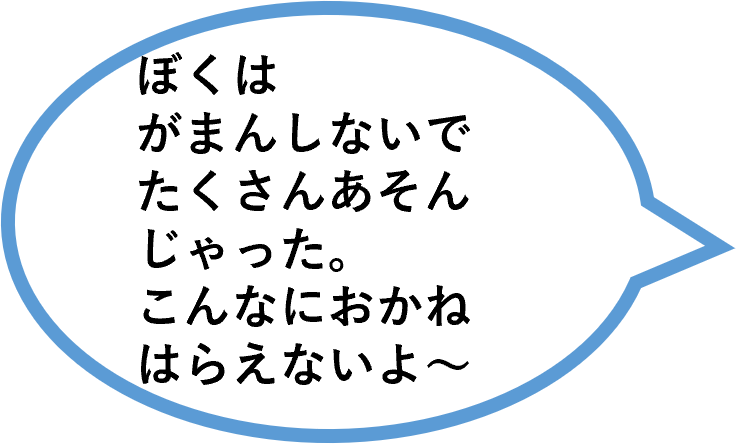 ぼくは
がまんしないで
たくさんあそん
じゃった。
こんなにおかね
はらえないよ～